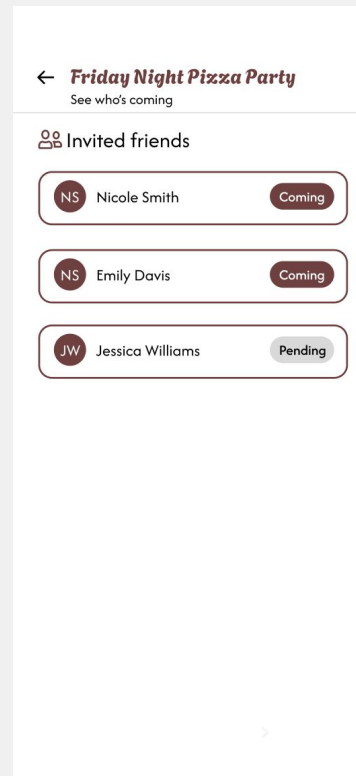 Friday Night Pizza Party
See who's coming
Invited friends
NS Nicole Smith Coming
NS Emily Davis Coming
JW Jessica Williams Pending